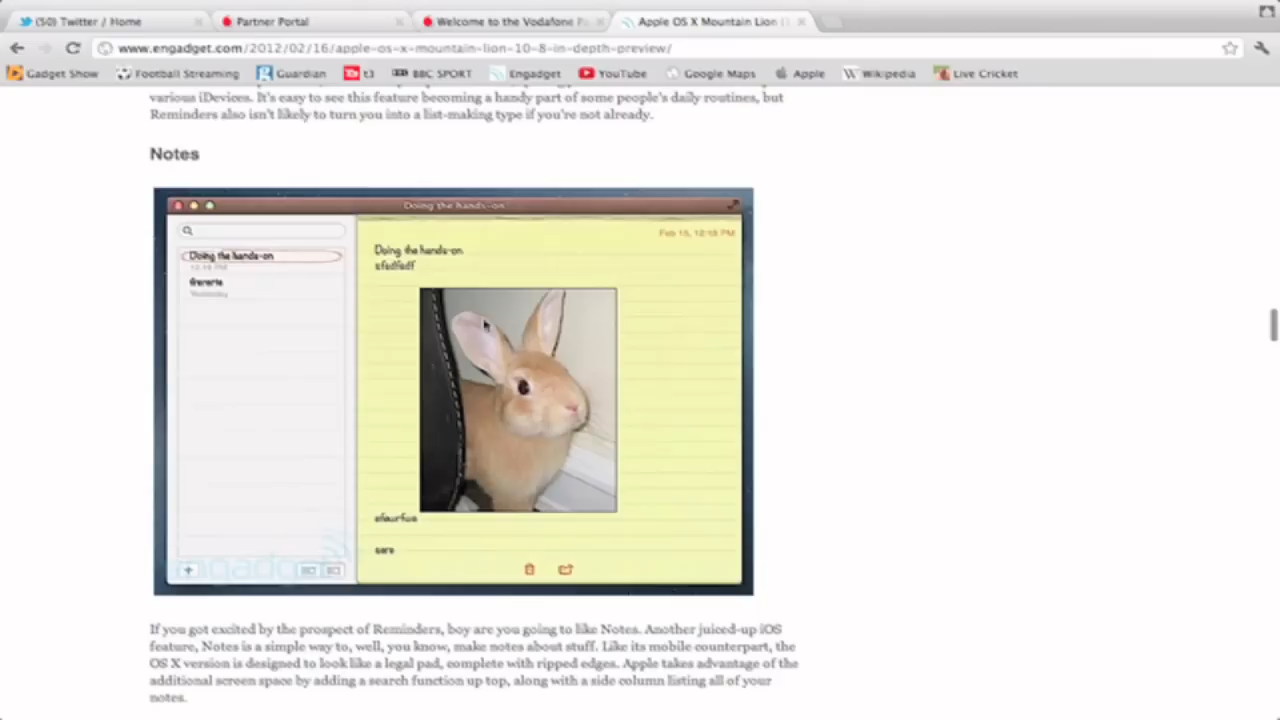 (50) Twitter / Home
Partner Portal
Welcome to the Vodafone P
Apple OS X Mountain Lion (
www.engadget.com/2012/02/16/apple-os-x-mountain-lion-10-8-in-depth-preview/
Gadget Show
Football Streaming
Guardian
t3
BBC SPORT
Engadget
YouTube
Google Maps
Apple
Wikipedia
Live Cricket
various iDevices. It's easy to see this feature becoming a handy part of some people's daily routines, but
Reminders also isn't likely to turn you into a list-making type if you're not already.
Notes
Doing the hands-on
Doing the hands-on
12:18 PM
Yesterday
Feb 15, 12:18 PM
Doing the hands-on
engadget
If you got excited by the prospect of Reminders, boy are you going to like Notes. Another juiced-up iOS
feature, Notes is a simple way to, well, you know, make notes about stuff. Like its mobile counterpart, the
OS X version is designed to look like a legal pad, complete with ripped edges. Apple takes advantage of the
additional screen space by adding a search function up top, along with a side column listing all of your
notes.